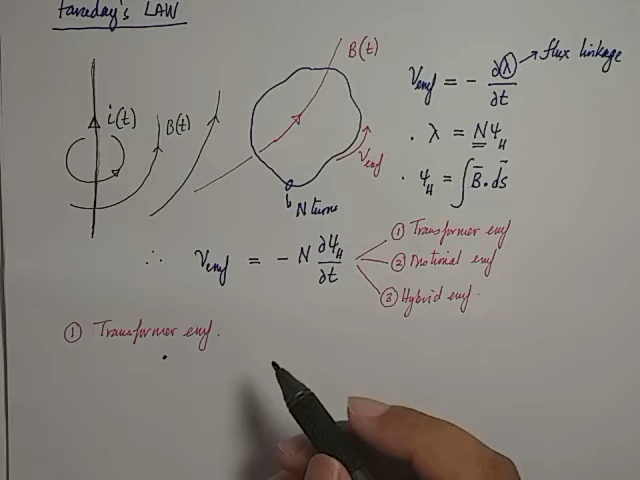 Faraday's LAW
i(t)
B(t)
B(t)
Vemf
N turns
Vemf = - ∂λ/∂t → flux linkage
. λ = NΨH
. ΨH = ∫ B̄ . ds̄
∴ Vemf = - N ∂ΨH/∂t
① Transformer emf
② Motional emf
③ Hybrid emf.
① Transformer emf.